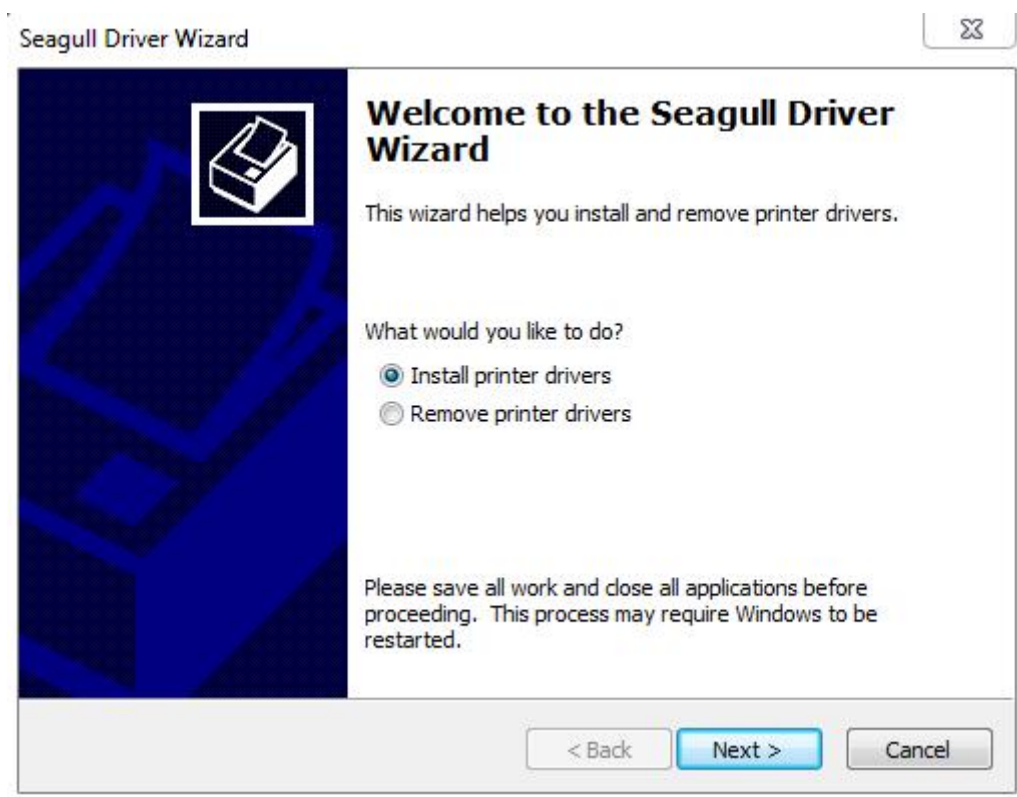 Seagull Driver Wizard
Welcome to the Seagull Driver
Wizard
This wizard helps you install and remove printer drivers.
What would you like to do?
Install printer drivers
Remove printer drivers
Please save all work and close all applications before
proceeding.  This process may require Windows to be
restarted.
< Back
Next >
Cancel